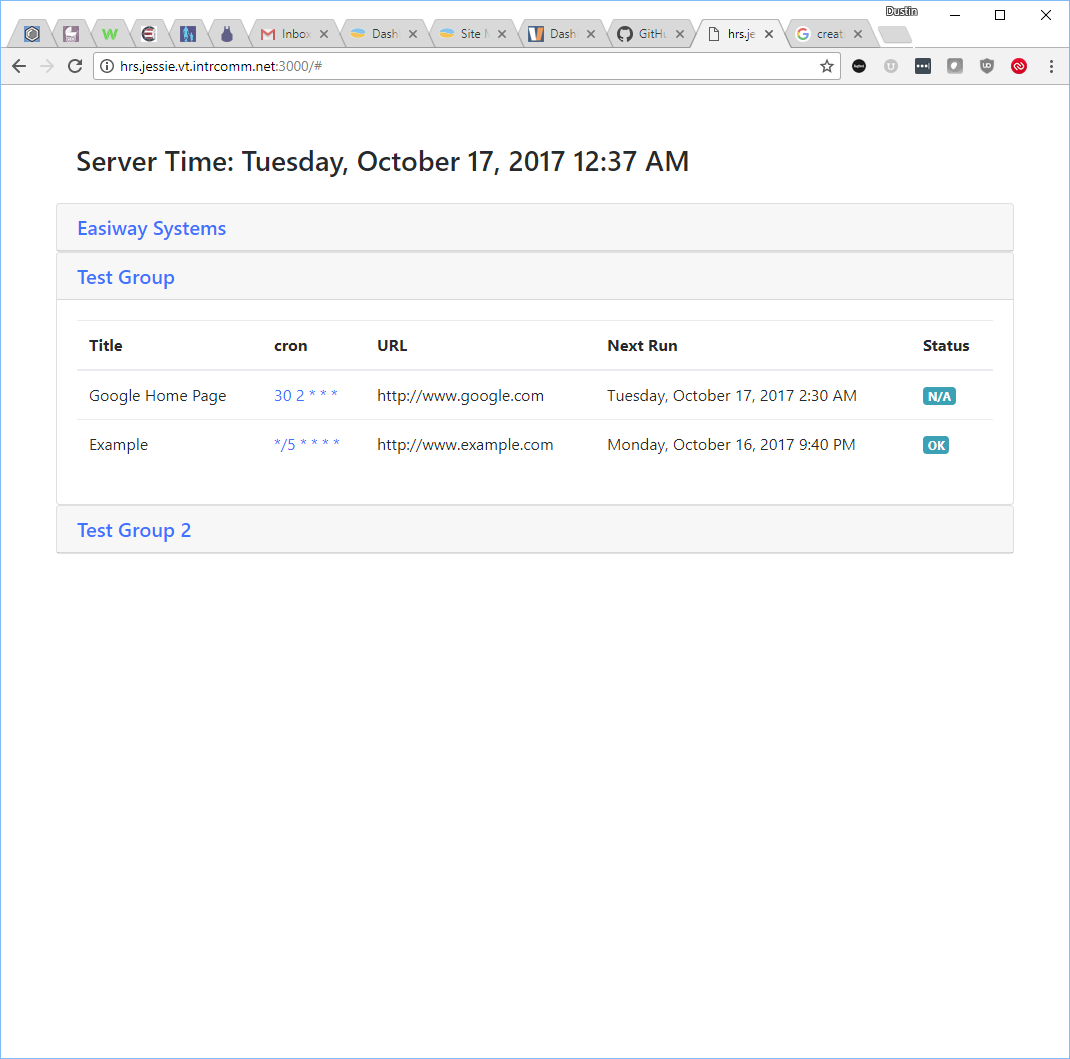 Dustin
W Inbox Dash Site Dash GitHu hrs.je creat
hrs.jessie.vt.intrcomm.net:3000/#
Server Time: Tuesday, October 17, 2017 12:37 AM
Easiway Systems
Test Group
Title cron URL Next Run Status
Google Home Page 30 2 * * * http://www.google.com Tuesday, October 17, 2017 2:30 AM N/A
Example */5 * * * * http://www.example.com Monday, October 16, 2017 9:40 PM OK
Test Group 2